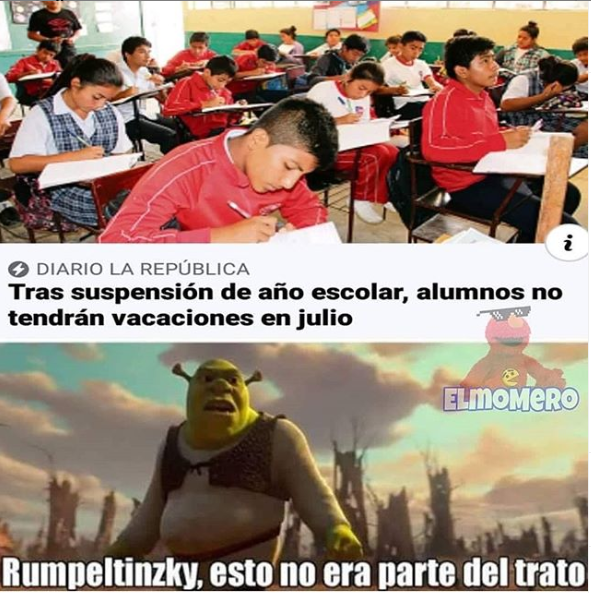 DIARIO LA REPÚBLICA
Tras suspensión de año escolar, alumnos no
tendrán vacaciones en julio
ELMOMERO
Rumpeltinzky, esto no era parte del trato